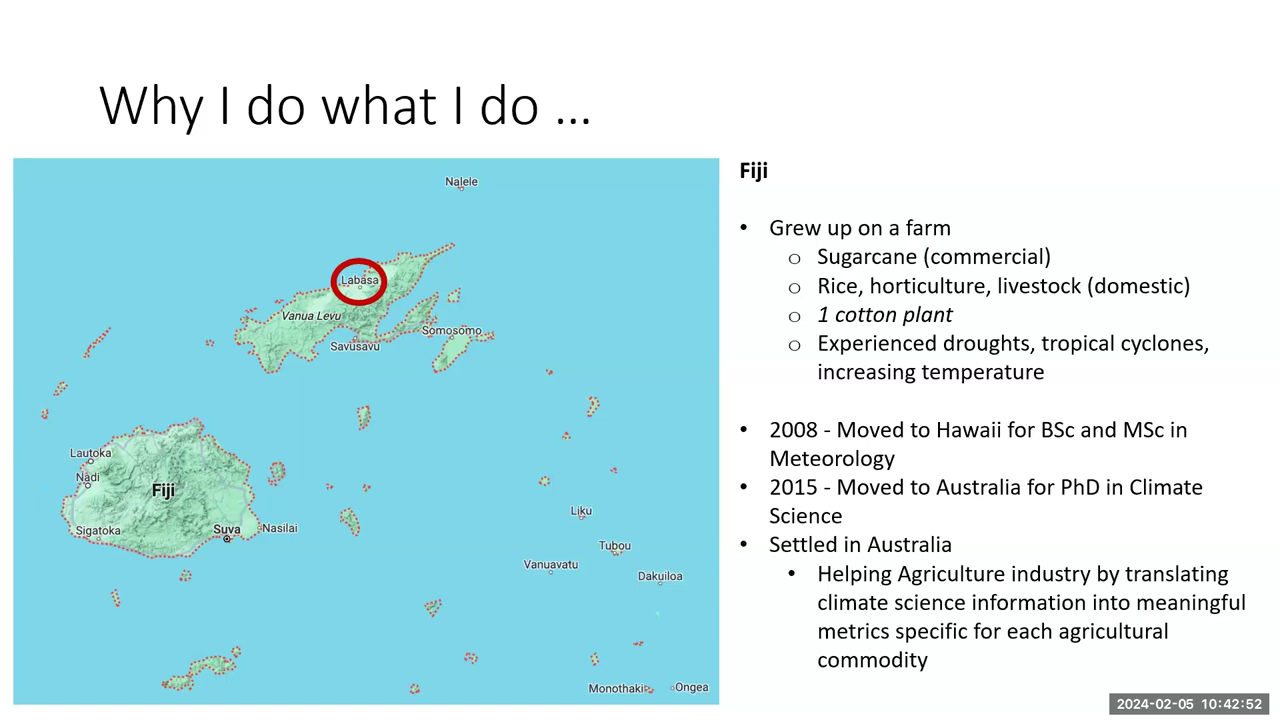 Why I do what I do ...
Nalele
Labasa
Vanua Levu
Somosomo
Savusavu
Lautoka
Nadi
Fiji
Sigatoka
Suva
Nasilai
Liku
Tubou
Vanuavatu
Dakuiloa
Monothaki
Ongea
Fiji
• Grew up on a farm
o Sugarcane (commercial)
o Rice, horticulture, livestock (domestic)
o 1 cotton plant
o Experienced droughts, tropical cyclones,
increasing temperature
• 2008 - Moved to Hawaii for BSc and MSc in
Meteorology
• 2015 - Moved to Australia for PhD in Climate
Science
• Settled in Australia
• Helping Agriculture industry by translating
climate science information into meaningful
metrics specific for each agricultural
commodity
2024-02-05 10:42:52